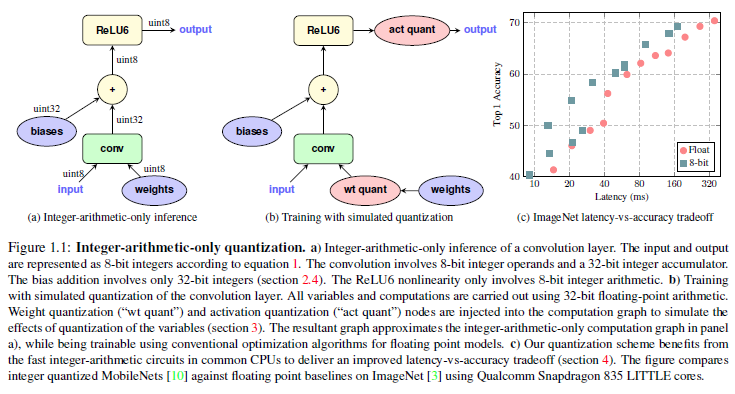 ReLU6
uint8
output
uint8
+
uint32
biases
uint32
conv
uint8
uint8
input
weights
(a) Integer-arithmetic-only inference
ReLU6
act quant
output
+
biases
conv
input
wt quant
weights
(b) Training with simulated quantization
70
60
50
40
Top 1 Accuracy
Float
8-bit
10 20 40 80 160 320
Latency (ms)
(c) ImageNet latency-vs-accuracy tradeoff
Figure 1.1: Integer-arithmetic-only quantization. a) Integer-arithmetic-only inference of a convolution layer. The input and output
are represented as 8-bit integers according to equation 1. The convolution involves 8-bit integer operands and a 32-bit integer accumulator.
The bias addition involves only 32-bit integers (section 2.4). The ReLU6 nonlinearity only involves 8-bit integer arithmetic. b) Training
with simulated quantization of the convolution layer. All variables and computations are carried out using 32-bit floating-point arithmetic.
Weight quantization (“wt quant”) and activation quantization (“act quant”) nodes are injected into the computation graph to simulate the
effects of quantization of the variables (section 3). The resultant graph approximates the integer-arithmetic-only computation graph in panel
a), while being trainable using conventional optimization algorithms for floating point models. c) Our quantization scheme benefits from
the fast integer-arithmetic circuits in common CPUs to deliver an improved latency-vs-accuracy tradeoff (section 4). The figure compares
integer quantized MobileNets [10] against floating point baselines on ImageNet [3] using Qualcomm Snapdragon 835 LITTLE cores.